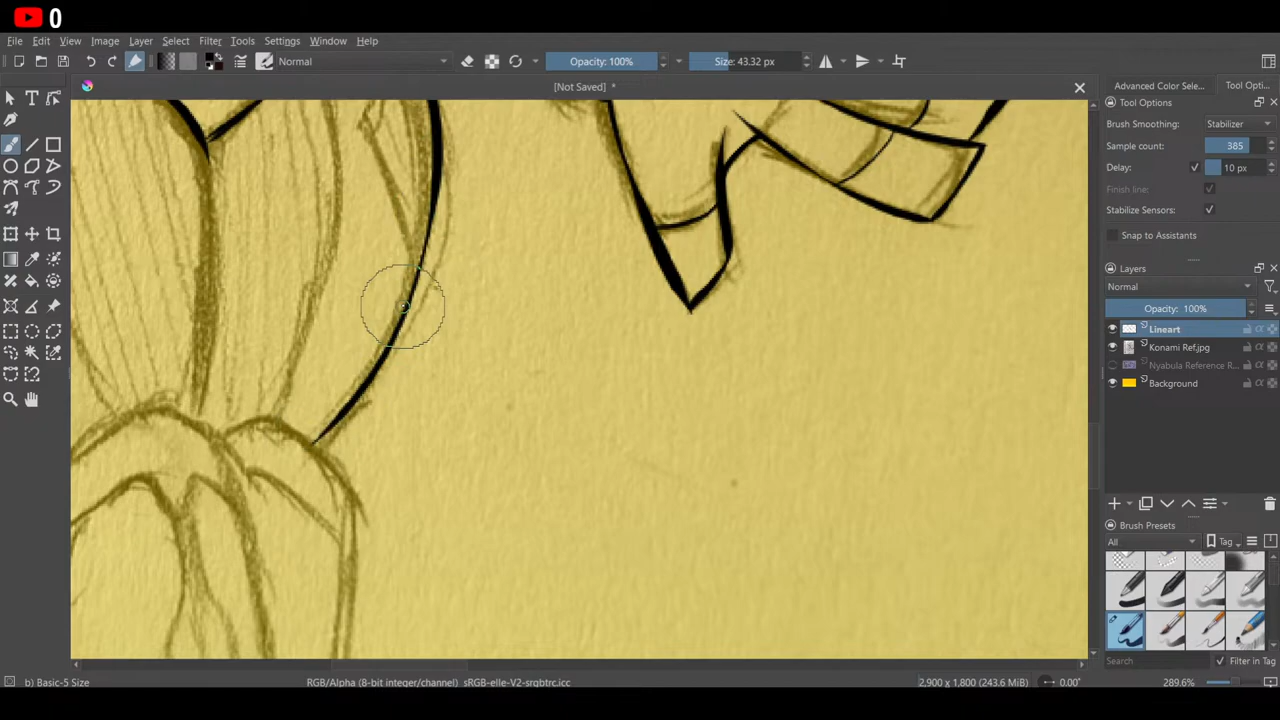 0
File Edit View Image Layer Select Filter Tools Settings Window Help
Normal Opacity: 100% Size: 43.32 px
[Not Saved] *
Advanced Color Selec... Tool Opti...
Tool Options
Brush Smoothing: Stabilizer
Sample count: 385
Delay: 10 px
Finish line:
Stabilize Sensors:
Snap to Assistants
Layers
Normal
Opacity: 100%
Lineart
Konami Ref.jpg
Nyabula Reference R...
Background
Brush Presets
All Tag
Search Filter in Tag
b) Basic-5 Size RGB/Alpha (8-bit integer/channel) sRGB-elle-V2-srgbtrc.icc 2,900 x 1,800 (243.6 MiB) 0.00° 289.6%